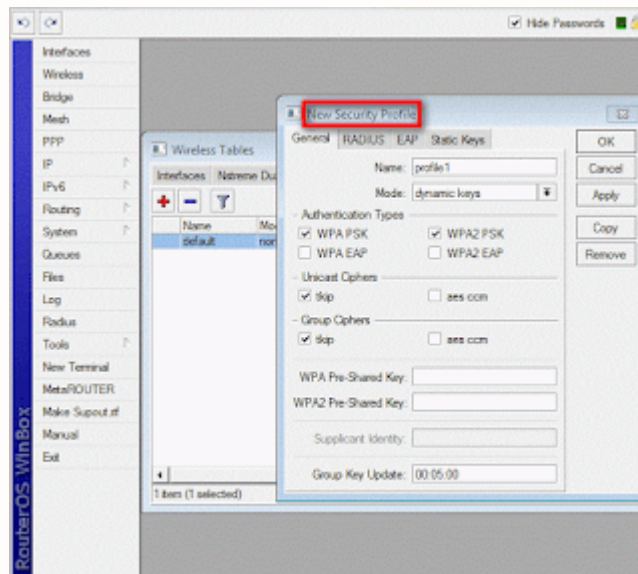 Hide Passwords
Interfaces
Wireless
Bridge
Mesh
PPP
IP
IPv6
Routing
System
Queues
Files
Log
Radius
Tools
New Terminal
MetaROUTER
Make Supout.rif
Manual
Exit
RouterOS WinBox
Wireless Tables
Interfaces Nstreme Du
Name Mo
default non
1 item (1 selected)
New Security Profile
General RADIUS EAP Static Keys
Name: profile1
Mode: dynamic keys
Authentication Types
WPA PSK WPA2 PSK
WPA EAP WPA2 EAP
Unicast Ciphers
tkip aes ccm
Group Ciphers
tkip aes ccm
WPA Pre-Shared Key:
WPA2 Pre-Shared Key:
Supplicant Identity:
Group Key Update: 00:05:00
OK
Cancel
Apply
Copy
Remove